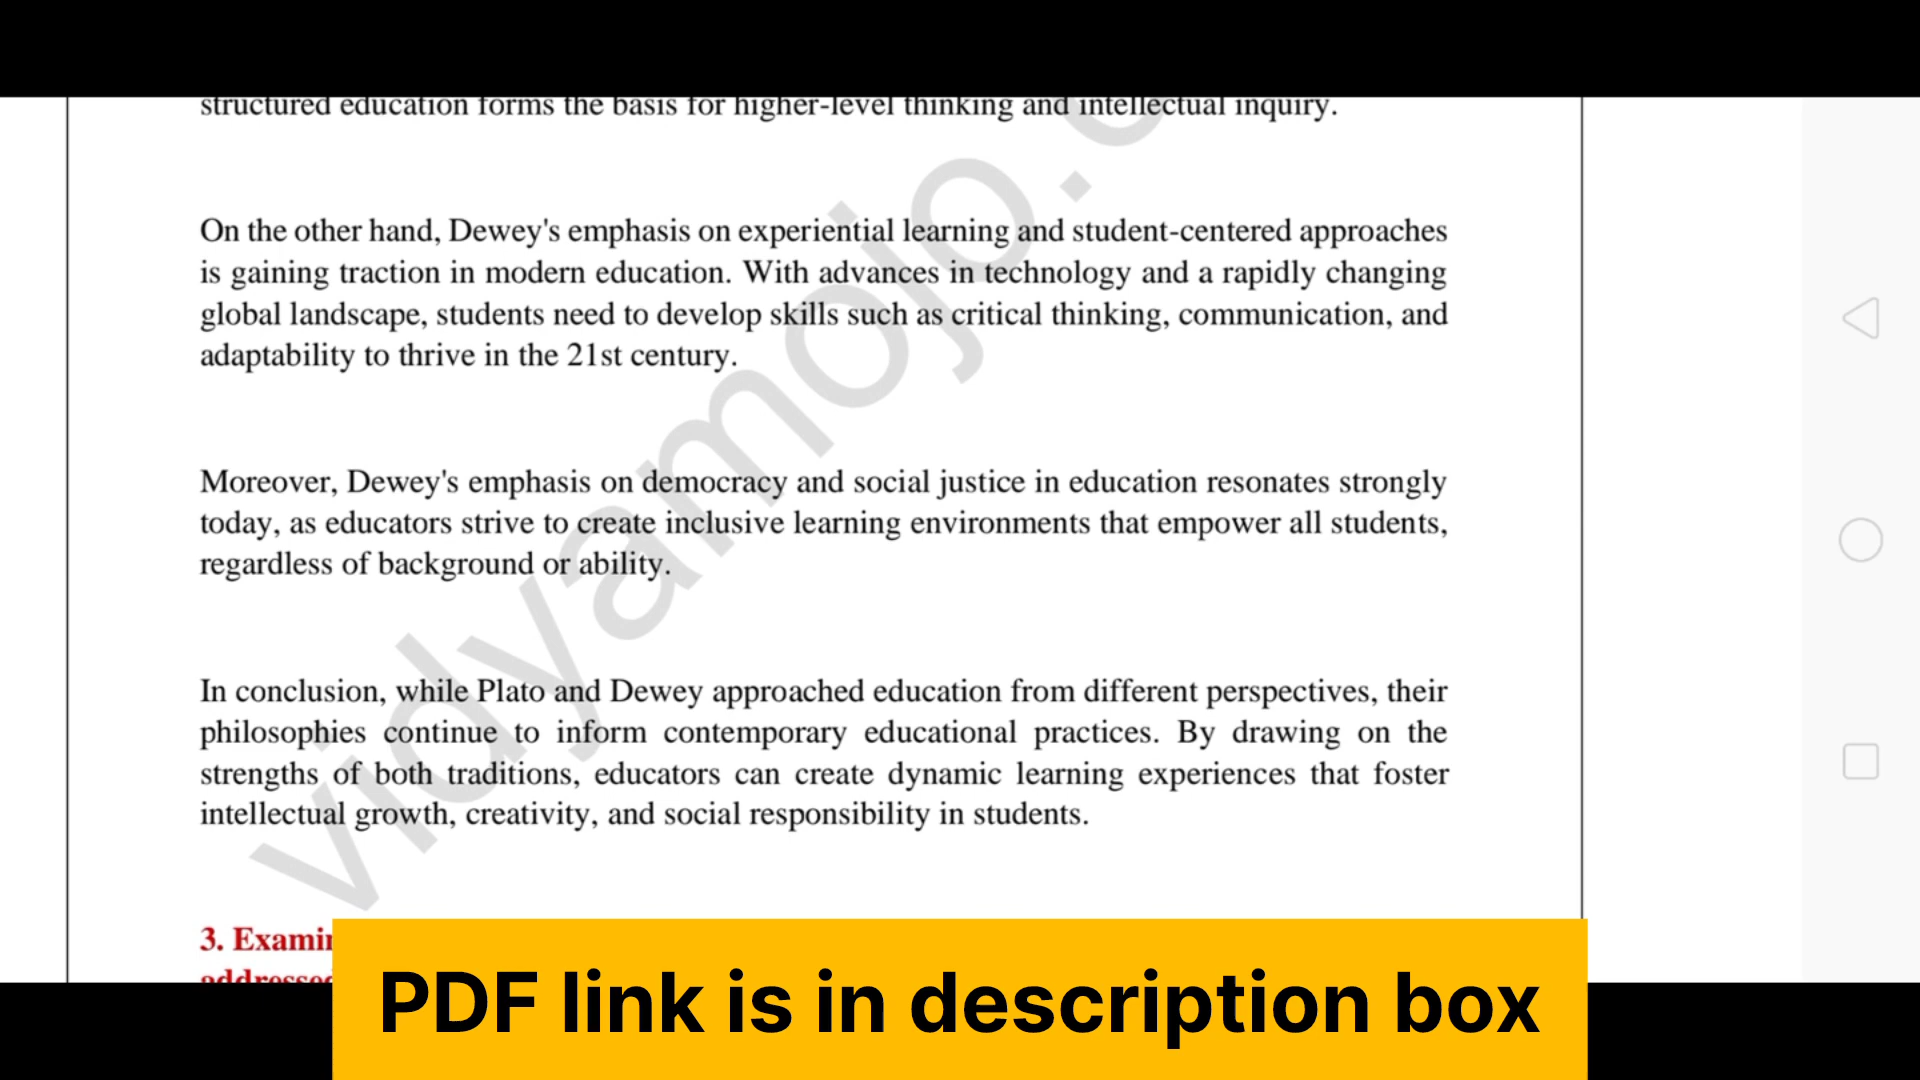 structured education forms the basis for higher-level thinking and intellectual inquiry.
On the other hand, Dewey's emphasis on experiential learning and student-centered approaches
is gaining traction in modern education. With advances in technology and a rapidly changing
global landscape, students need to develop skills such as critical thinking, communication, and
adaptability to thrive in the 21st century.
Moreover, Dewey's emphasis on democracy and social justice in education resonates strongly
today, as educators strive to create inclusive learning environments that empower all students,
regardless of background or ability.
In conclusion, while Plato and Dewey approached education from different perspectives, their
philosophies continue to inform contemporary educational practices. By drawing on the
strengths of both traditions, educators can create dynamic learning experiences that foster
intellectual growth, creativity, and social responsibility in students.
3.
PDF link is in description box
vidyamojo.